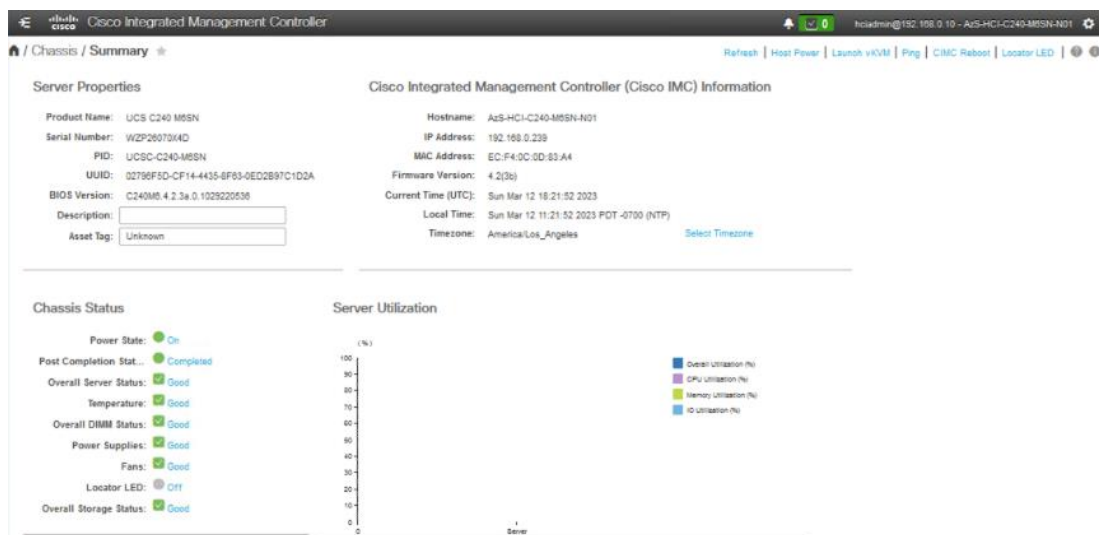 cisco Cisco Integrated Management Controller
0 hciadmin@192.168.0.10 - AzS-HCI-C240-M6SN-N01
/ Chassis / Summary
Refresh | Host Power | Launch vKVM | Ping | CIMC Reboot | Locator LED |
Server Properties
Product Name: UCS C240 M6SN
Serial Number: WZP26070X4D
PID: UCSC-C240-M6SN
UUID: 02796F5D-CF14-4435-8F63-0ED2B97C1D2A
BIOS Version: C240M6.4.2.3a.0.1029220536
Description:
Asset Tag: Unknown
Cisco Integrated Management Controller (Cisco IMC) Information
Hostname: AzS-HCI-C240-M6SN-N01
IP Address: 192.168.0.239
MAC Address: EC:F4:0C:0D:83:A4
Firmware Version: 4.2(3b)
Current Time (UTC): Sun Mar 12 18:21:52 2023
Local Time: Sun Mar 12 11:21:52 2023 PDT -0700 (NTP)
Timezone: America/Los_Angeles Select Timezone
Chassis Status
Power State: On
Post Completion Stat... Completed
Overall Server Status: Good
Temperature: Good
Overall DIMM Status: Good
Power Supplies: Good
Fans: Good
Locator LED: Off
Overall Storage Status: Good
Server Utilization
(%)
100
90
80
70
60
50
40
30
20
10
0
0
Server
Overall Utilization (%)
CPU Utilization (%)
Memory Utilization (%)
IO Utilization (%)